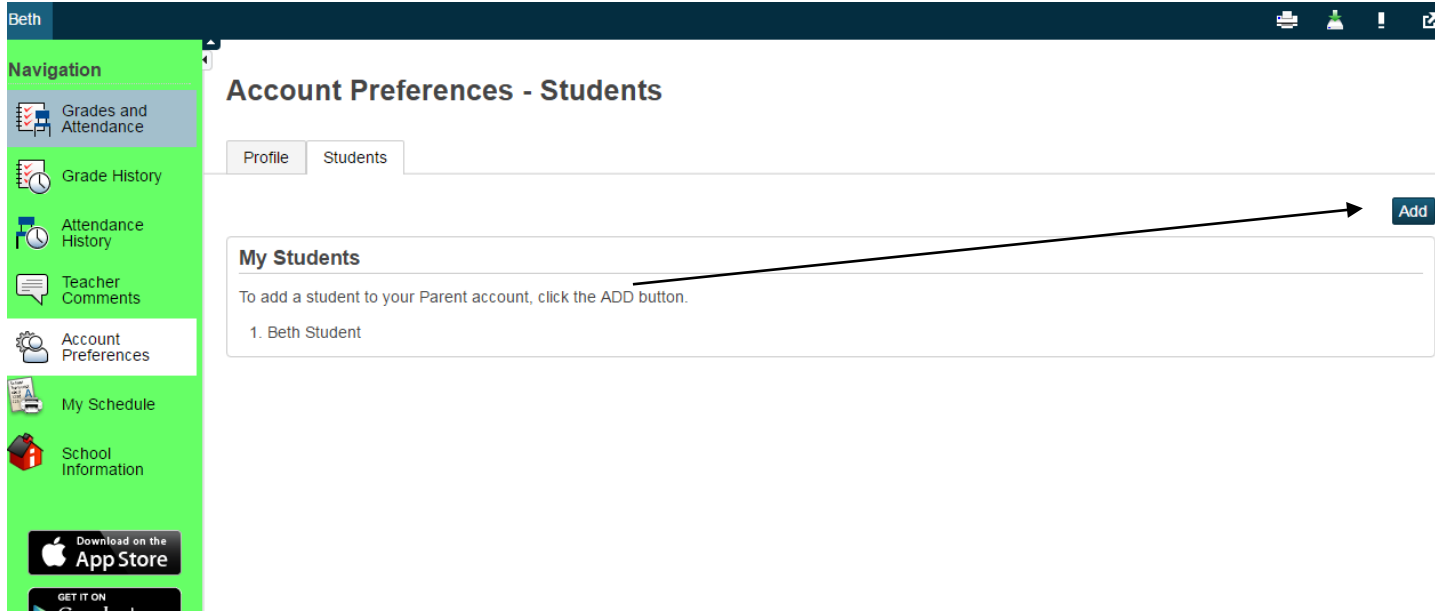 Beth
Navigation
Grades and
Attendance
Grade History
Attendance
History
Teacher
Comments
Account
Preferences
My Schedule
School
Information
Download on the
App Store
GET IT ON
Account Preferences - Students
Profile
Students
Add
My Students
To add a student to your Parent account, click the ADD button.
1. Beth Student